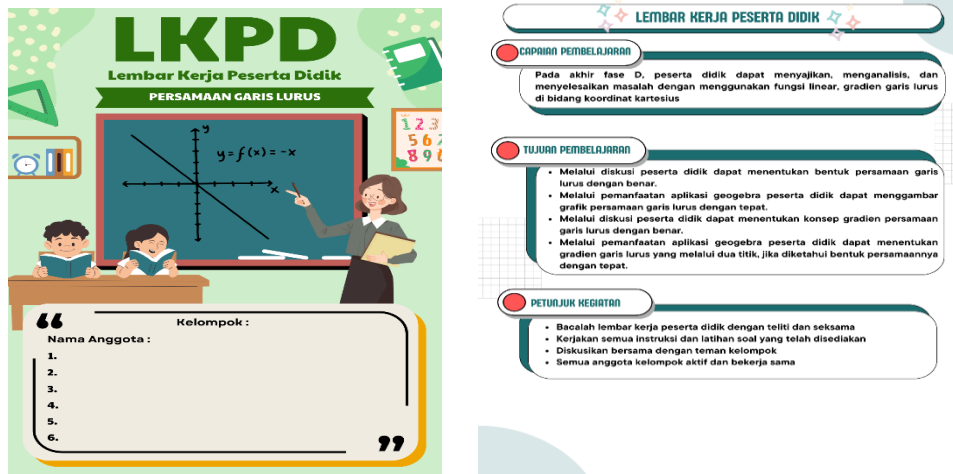 LKPD
Lembar Kerja Peserta Didik
PERSAMAAN GARIS LURUS
y
y = f(x) = -x
x
1 2 3
5 6 7
8 9
Kelompok :
Nama Anggota :
1.
2.
3.
4.
5.
6.
LEMBAR KERJA PESERTA DIDIK
CAPAIAN PEMBELAJARAN
Pada akhir fase D, peserta didik dapat menyajikan, menganalisis, dan
menyelesaikan masalah dengan menggunakan fungsi linear, gradien garis lurus
di bidang koordinat kartesius
TUJUAN PEMBELAJARAN
• Melalui diskusi peserta didik dapat menentukan bentuk persamaan garis
lurus dengan benar.
• Melalui pemanfaatan aplikasi geogebra peserta didik dapat menggambar
grafik persamaan garis lurus dengan tepat.
• Melalui diskusi peserta didik dapat menentukan konsep gradien persamaan
garis lurus dengan benar.
• Melalui pemanfaatan aplikasi geogebra peserta didik dapat menentukan
gradien garis lurus yang melalui dua titik, jika diketahui bentuk persamaannya
dengan tepat.
PETUNJUK KEGIATAN
• Bacalah lembar kerja peserta didik dengan teliti dan seksama
• Kerjakan semua instruksi dan latihan soal yang telah disediakan
• Diskusikan bersama dengan teman kelompok
• Semua anggota kelompok aktif dan bekerja sama